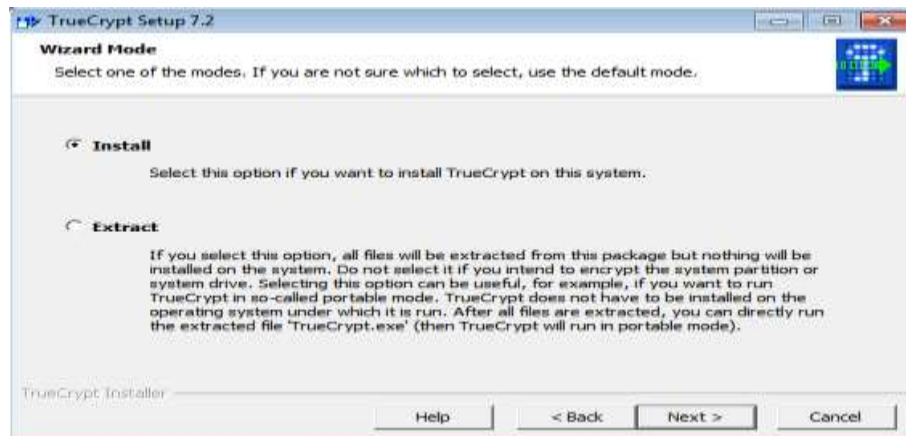 TrueCrypt Setup 7.2
Wizard Mode
Select one of the modes. If you are not sure which to select, use the default mode.
Install
Select this option if you want to install TrueCrypt on this system.
Extract
If you select this option, all files will be extracted from this package but nothing will be
installed on the system. Do not select it if you intend to encrypt the system partition or
system drive. Selecting this option can be useful, for example, if you want to run
TrueCrypt in so-called portable mode. TrueCrypt does not have to be installed on the
operating system under which it is run. After all files are extracted, you can directly run
the extracted file 'TrueCrypt.exe' (then TrueCrypt will run in portable mode).
TrueCrypt Installer
Help < Back Next > Cancel